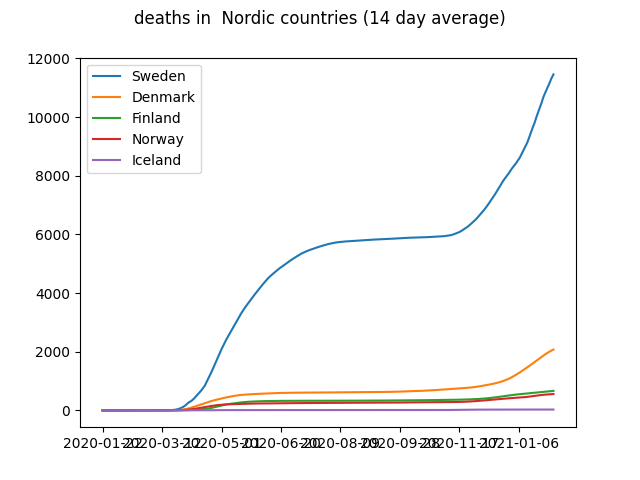 deaths in  Nordic countries (14 day average)
12000
10000
8000
6000
4000
2000
0
Sweden
Denmark
Finland
Norway
Iceland
2020-01-22 2020-03-12 2020-05-01 2020-06-20 2020-08-09 2020-09-28 2020-11-17 2021-01-06